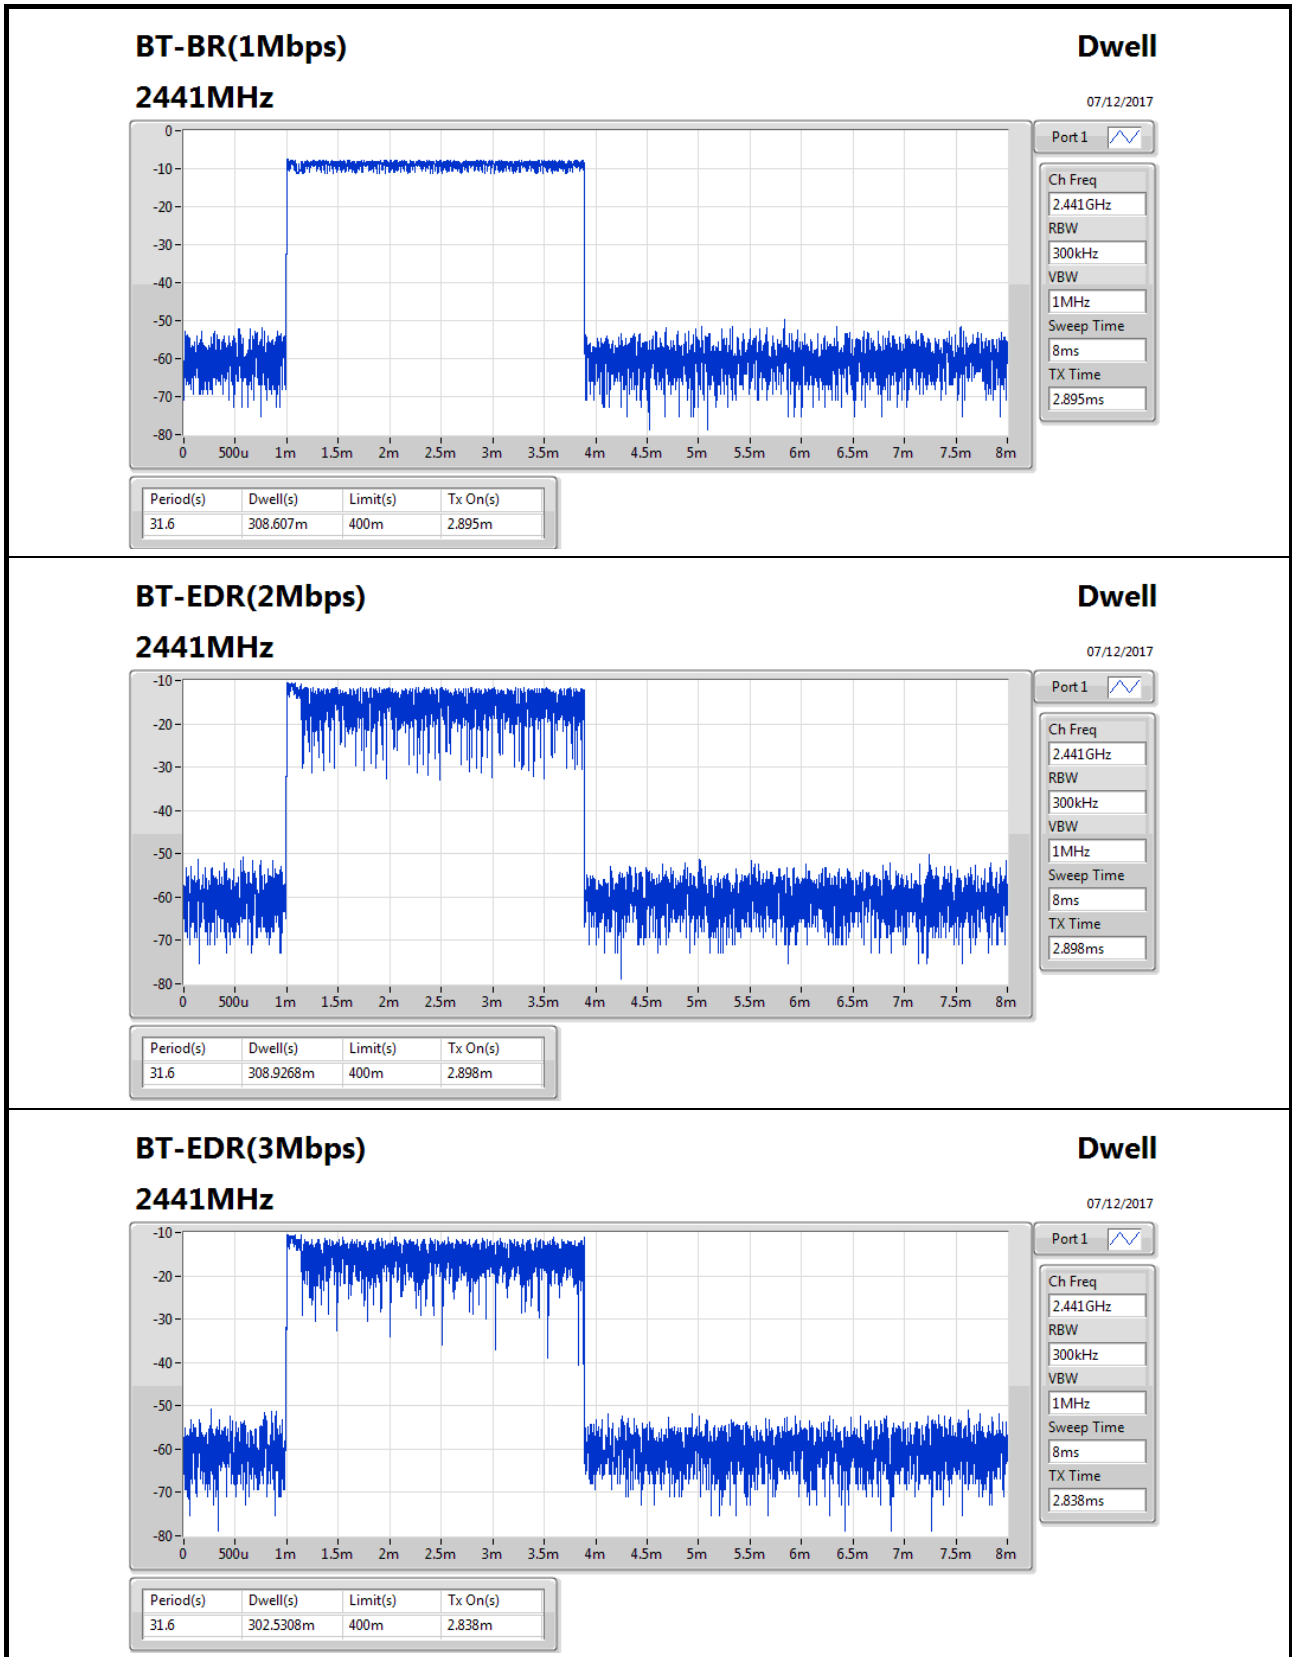 BT-BR(1Mbps) Dwell
2441MHz 07/12/2017
Port 1
0
-10
-20
-30
-40
-50
-60
-70
-80
0 500u 1m 1.5m 2m 2.5m 3m 3.5m 4m 4.5m 5m 5.5m 6m 6.5m 7m 7.5m 8m
Ch Freq
2.441GHz
RBW
300kHz
VBW
1MHz
Sweep Time
8ms
TX Time
2.895ms
Period(s) Dwell(s) Limit(s) Tx On(s)
31.6 308.607m 400m 2.895m
BT-EDR(2Mbps) Dwell
2441MHz 07/12/2017
Port 1
-10
-20
-30
-40
-50
-60
-70
-80
0 500u 1m 1.5m 2m 2.5m 3m 3.5m 4m 4.5m 5m 5.5m 6m 6.5m 7m 7.5m 8m
Ch Freq
2.441GHz
RBW
300kHz
VBW
1MHz
Sweep Time
8ms
TX Time
2.898ms
Period(s) Dwell(s) Limit(s) Tx On(s)
31.6 308.9268m 400m 2.898m
BT-EDR(3Mbps) Dwell
2441MHz 07/12/2017
Port 1
-10
-20
-30
-40
-50
-60
-70
-80
0 500u 1m 1.5m 2m 2.5m 3m 3.5m 4m 4.5m 5m 5.5m 6m 6.5m 7m 7.5m 8m
Ch Freq
2.441GHz
RBW
300kHz
VBW
1MHz
Sweep Time
8ms
TX Time
2.838ms
Period(s) Dwell(s) Limit(s) Tx On(s)
31.6 302.5308m 400m 2.838m